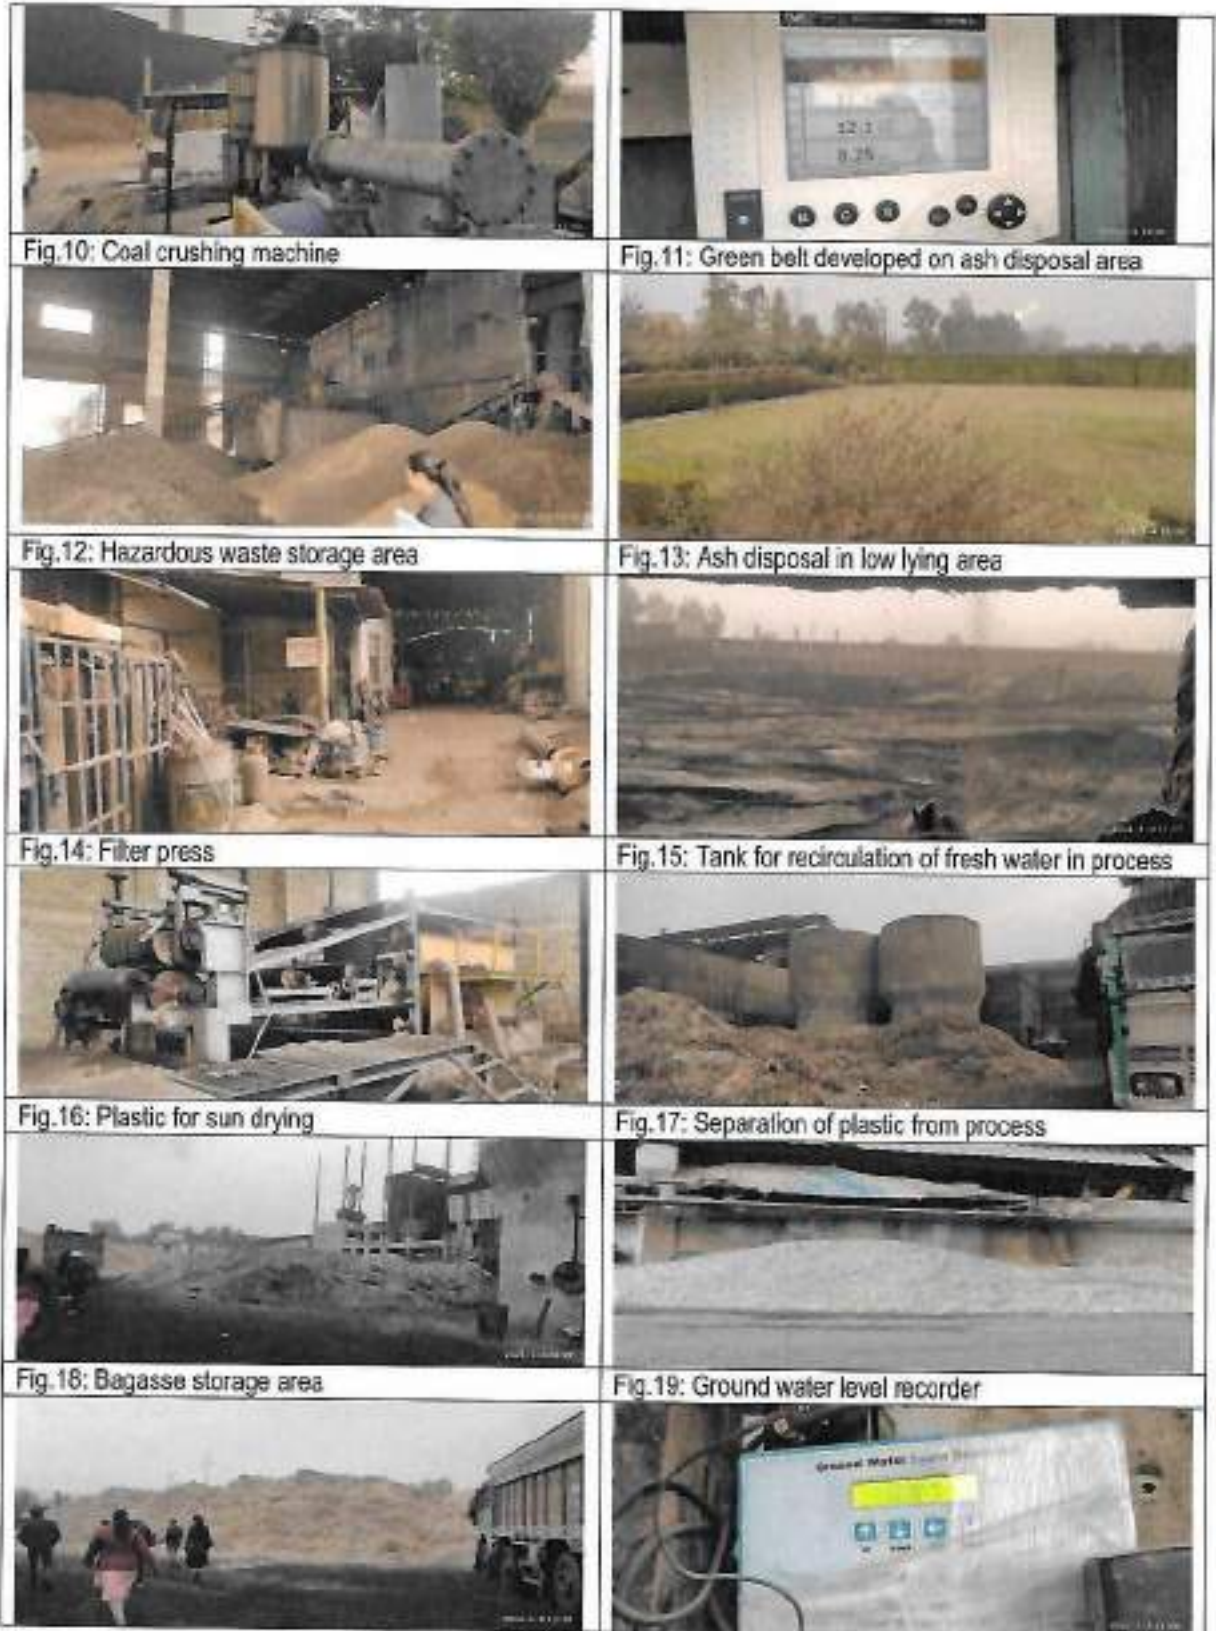 12.1
8.25
Fig.10: Coal crushing machine
Fig.11: Green belt developed on ash disposal area
Fig.12: Hazardous waste storage area
Fig.13: Ash disposal in low lying area
Fig.14: Filter press
Fig.15: Tank for recirculation of fresh water in process
Fig.16: Plastic for sun drying
Fig.17: Separation of plastic from process
Fig.18: Bagasse storage area
Fig.19: Ground water level recorder
Ground Water